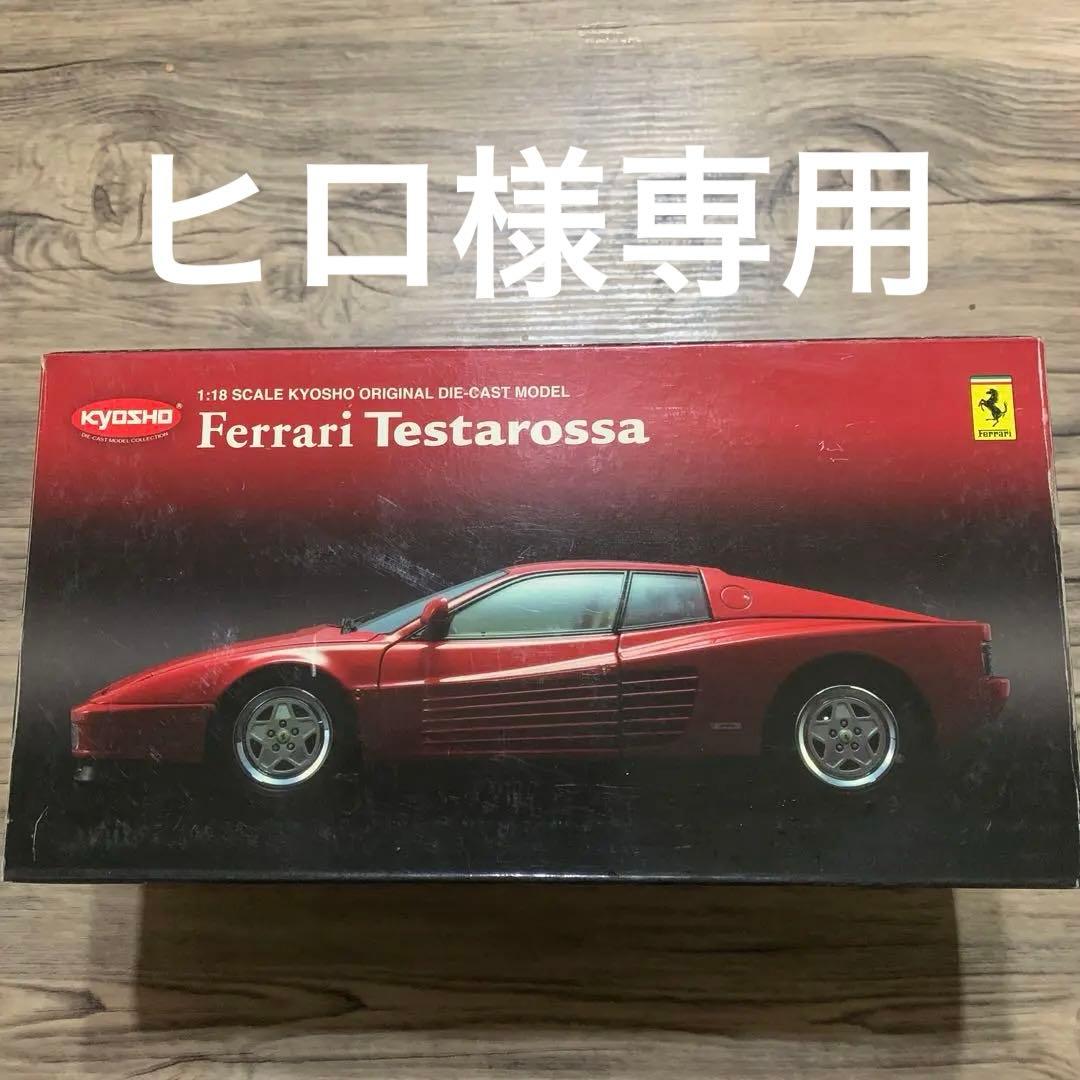 ヒロ様専用
1:18 SCALE KYOSHO ORIGINAL DIE-CAST MODEL
KYOSHO®
DIE-CAST MODEL COLLECTION
Ferrari Testarossa
Ferrari